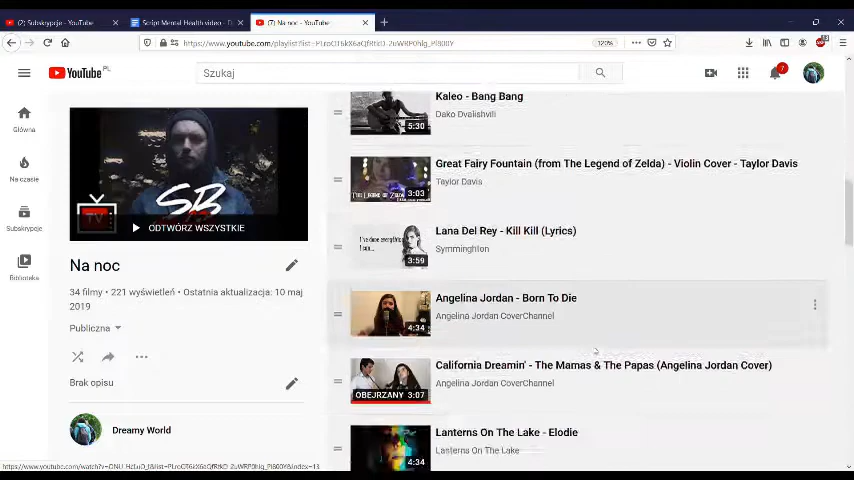 (2) Subskrypcje - YouTube
Script Mental Health video - D
(7) Na noc - YouTube
120%
YouTube PL
Szukaj
7
Główna
Na czasie
Subskrypcje
Biblioteka
SB
TV
ODTWÓRZ WSZYSTKIE
Na noc
34 filmy • 221 wyświetleń • Ostatnia aktualizacja: 10 maj
2019
Publiczna
Brak opisu
Dreamy World
Kaleo - Bang Bang
Dako Dvalishvili
5:30
Great Fairy Fountain (from The Legend of Zelda) - Violin Cover - Taylor Davis
Taylor Davis
3:03
Lana Del Rey - Kill Kill (Lyrics)
Symminghton
3:59
Angelina Jordan - Born To Die
Angelina Jordan CoverChannel
4:34
California Dreamin' - The Mamas & The Papas (Angelina Jordan Cover)
Angelina Jordan CoverChannel
OBEJRZANY 3:07
Lanterns On The Lake - Elodie
Lanterns On The Lake
4:34